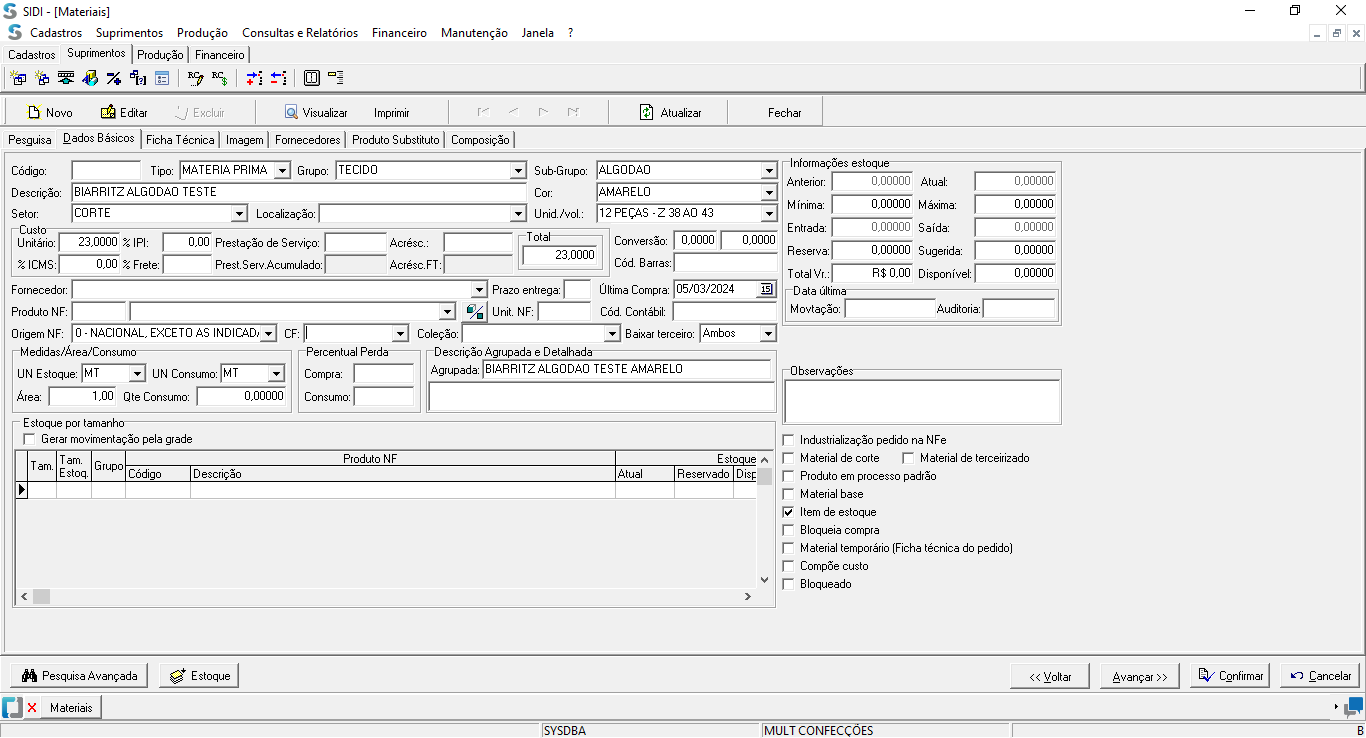 SIDI - [Materiais]
Cadastros Suprimentos Produção Consultas e Relatórios Financeiro Manutenção Janela ?
Cadastros Suprimentos Produção Financeiro
Novo Editar Excluir Visualizar Imprimir Atualizar Fechar
Pesquisa Dados Básicos Ficha Técnica Imagem Fornecedores Produto Substituto Composição
Código: Tipo: MATERIA PRIMA Grupo: TECIDO Sub-Grupo: ALGODAO
Descrição: BIARRITZ ALGODAO TESTE Cor: AMARELO
Setor: CORTE Localização: Unid./vol.: 12 PEÇAS - Z 38 AO 43
Custo
Unitário: 23,0000 % IPI: 0,00 Prestação de Serviço: Acrésc.:
% ICMS: 0,00 % Frete: Prest.Serv.Acumulado: Acrésc.FT:
Total
23,0000
Conversão: 0,0000 0,0000
Cód. Barras:
Fornecedor: Prazo entrega: Última Compra: 05/03/2024 15
Produto NF: Unit. NF: Cód. Contábil:
Origem NF: 0 - NACIONAL, EXCETO AS INDICADA CF: Coleção: Baixar terceiro: Ambos
Medidas/Área/Consumo
UN Estoque: MT UN Consumo: MT
Área: 1,00 Qte Consumo: 0,00000
Percentual Perda
Compra:
Consumo:
Descrição Agrupada e Detalhada
Agrupada: BIARRITZ ALGODAO TESTE AMARELO
Estoque por tamanho
Gerar movimentação pela grade
Tam. Tam. Estoq. Grupo Produto NF Estoque
Código Descrição Atual Reservado Disp
Informações estoque
Anterior: 0,00000 Atual: 0,00000
Mínima: 0,00000 Máxima: 0,00000
Entrada: 0,00000 Saída: 0,00000
Reserva: 0,00000 Sugerida: 0,00000
Total Vr.: R$ 0,00 Disponível: 0,00000
Data última
Movtação: Auditoria:
Observações
Industrialização pedido na NFe
Material de corte Material de terceirizado
Produto em processo padrão
Material base
Item de estoque
Bloqueia compra
Material temporário (Ficha técnica do pedido)
Compõe custo
Bloqueado
Pesquisa Avançada Estoque << Voltar Avançar >> Confirmar Cancelar
Materiais
SYSDBA MULT CONFECÇÕES B